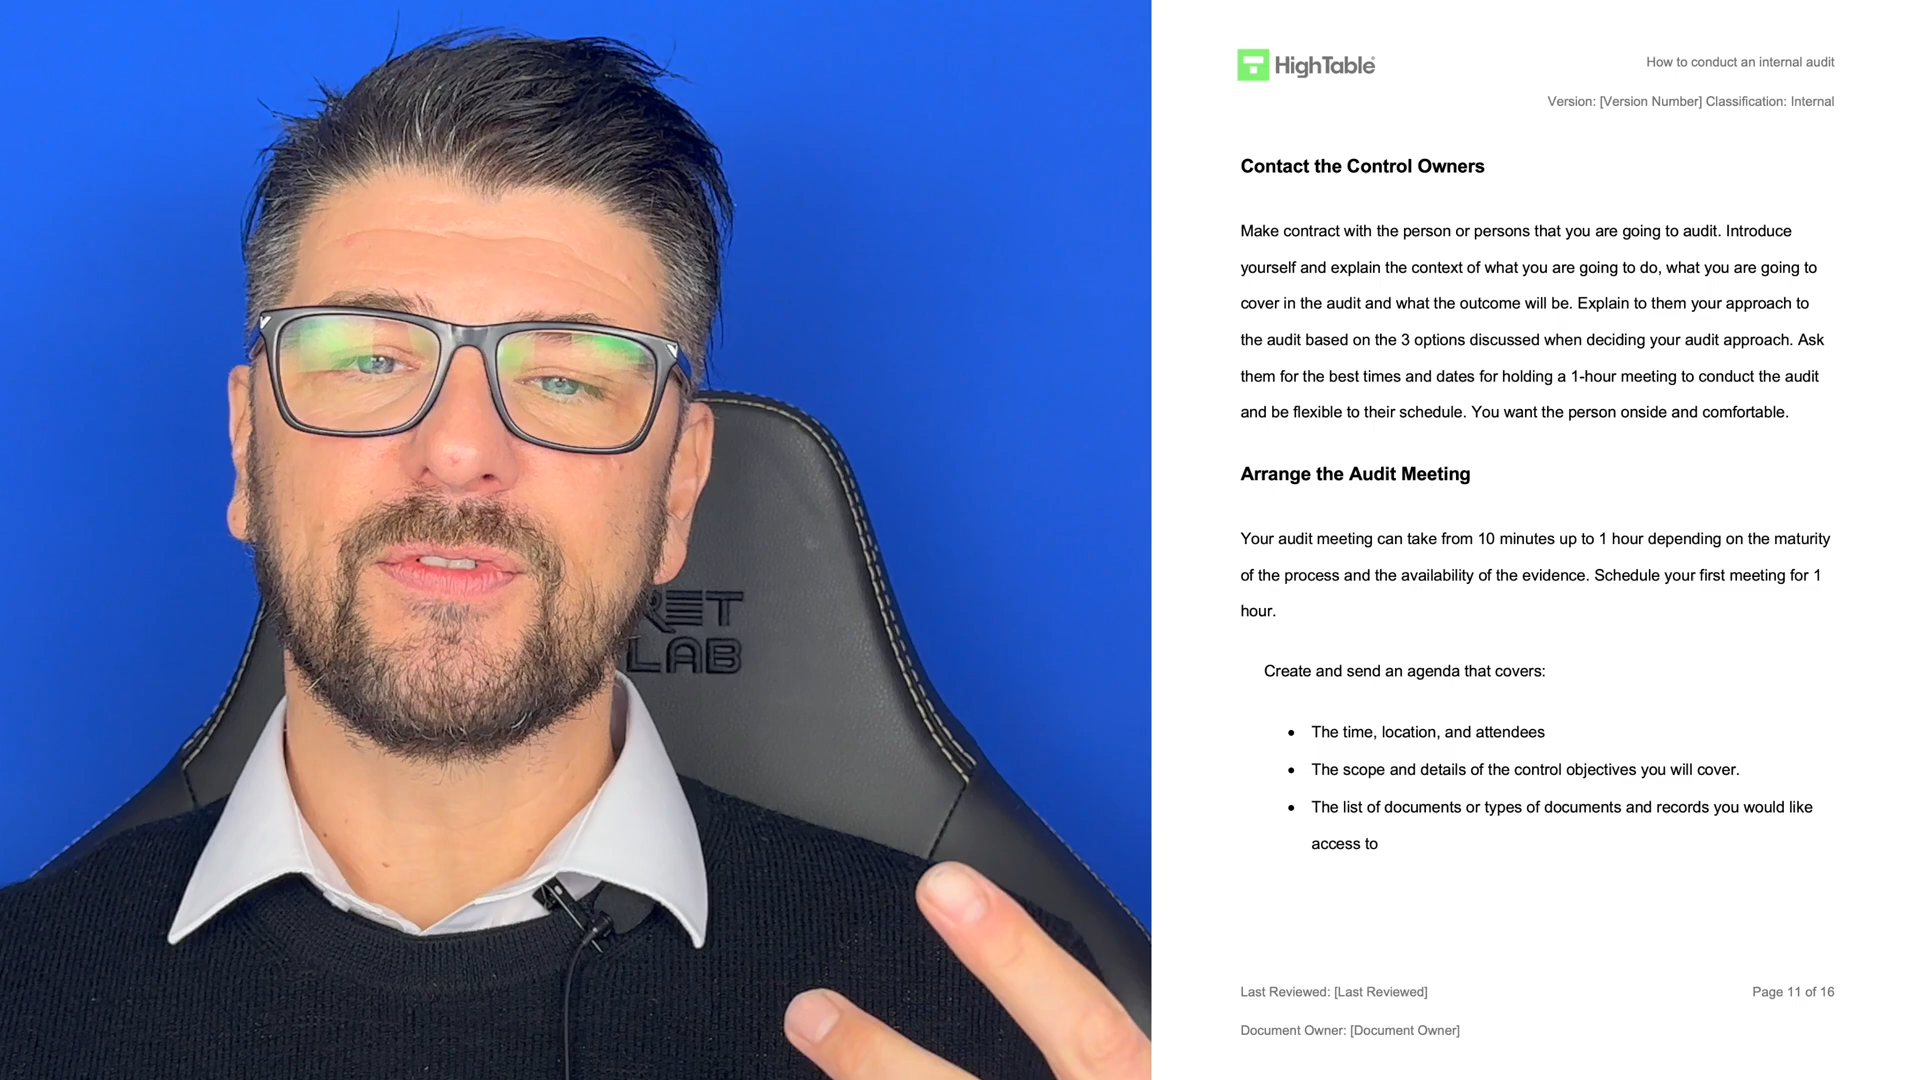 HighTable
How to conduct an internal audit
Version: [Version Number] Classification: Internal
Contact the Control Owners
Make contract with the person or persons that you are going to audit. Introduce
yourself and explain the context of what you are going to do, what you are going to
cover in the audit and what the outcome will be. Explain to them your approach to
the audit based on the 3 options discussed when deciding your audit approach. Ask
them for the best times and dates for holding a 1-hour meeting to conduct the audit
and be flexible to their schedule. You want the person onside and comfortable.
Arrange the Audit Meeting
Your audit meeting can take from 10 minutes up to 1 hour depending on the maturity
of the process and the availability of the evidence. Schedule your first meeting for 1
hour.
Create and send an agenda that covers:
• The time, location, and attendees
• The scope and details of the control objectives you will cover.
• The list of documents or types of documents and records you would like
access to
Last Reviewed: [Last Reviewed]
Page 11 of 16
Document Owner: [Document Owner]
LAB